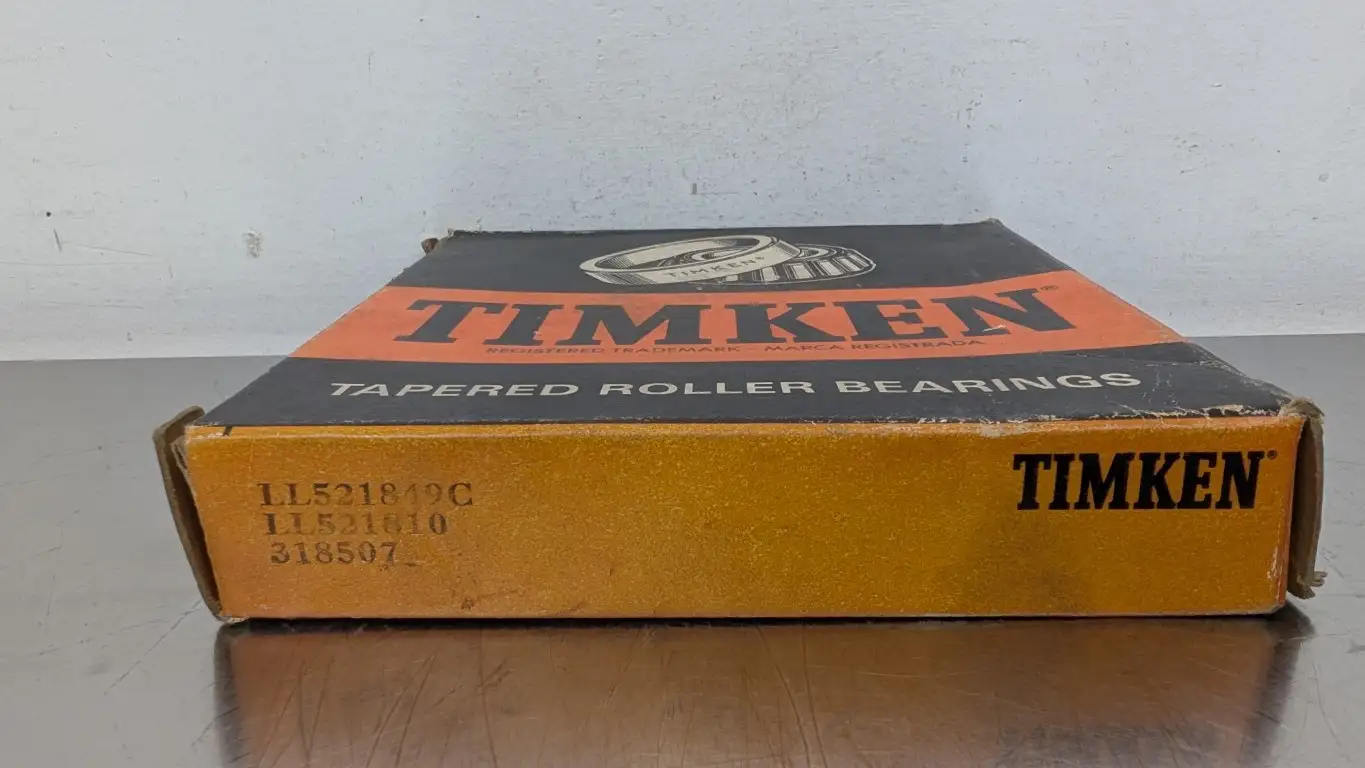 TIMKEN®
TIMKEN®
REGISTERED TRADEMARK - MARCA REGISTRADA
TAPERED ROLLER BEARINGS
TIMKEN®
LL521849C
LL521810
318507